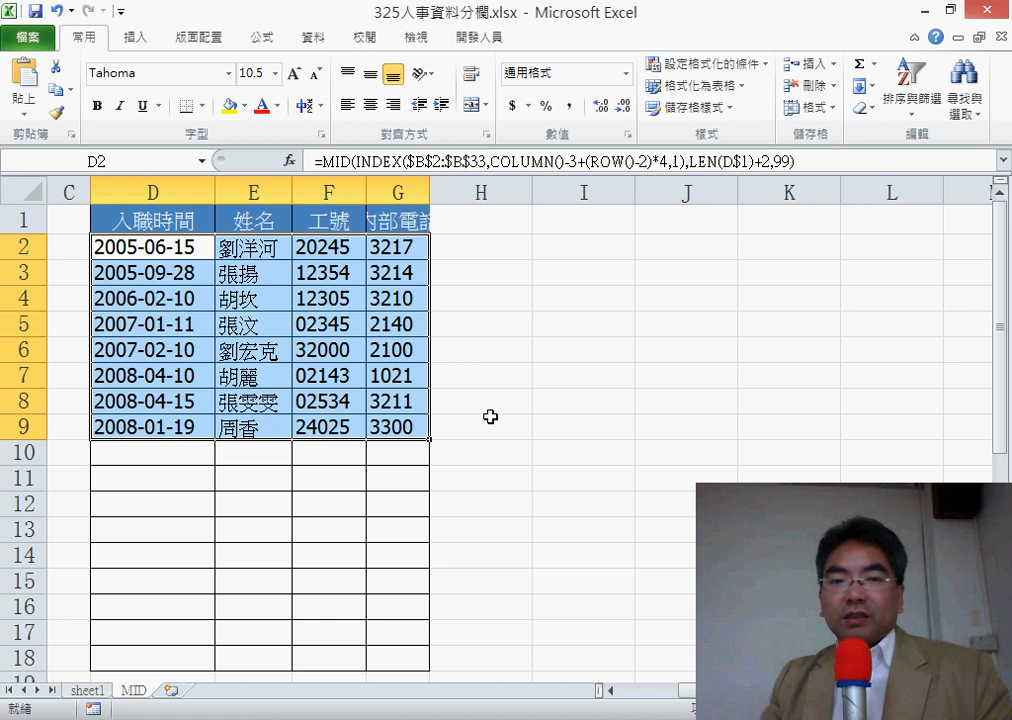 325人事資料分欄.xlsx - Microsoft Excel
檔案 常用 插入 版面配置 公式 資料 校閱 檢視 開發人員
Tahoma 10.5 通用格式
貼上
設定格式化的條件 格式化為表格 儲存格樣式
插入 刪除 格式
排序與篩選 尋找與選取
剪貼簿 字型 對齊方式 數值 樣式 儲存格 編輯
D2 fx =MID(INDEX($B$2:$B$33,COLUMN()-3+(ROW()-2)*4,1),LEN(D$1)+2,99)
C D E F G H I J K L
1 入職時間 姓名 工號 內部電話
2 2005-06-15 劉洋河 20245 3217
3 2005-09-28 張揚 12354 3214
4 2006-02-10 胡坎 12305 3210
5 2007-01-11 張汶 02345 2140
6 2007-02-10 劉宏克 32000 2100
7 2008-04-10 胡麗 02143 1021
8 2008-04-15 張雯雯 02534 3211
9 2008-01-19 周香 24025 3300
10
11
12
13
14
15
16
17
18
sheet1 MID
就緒